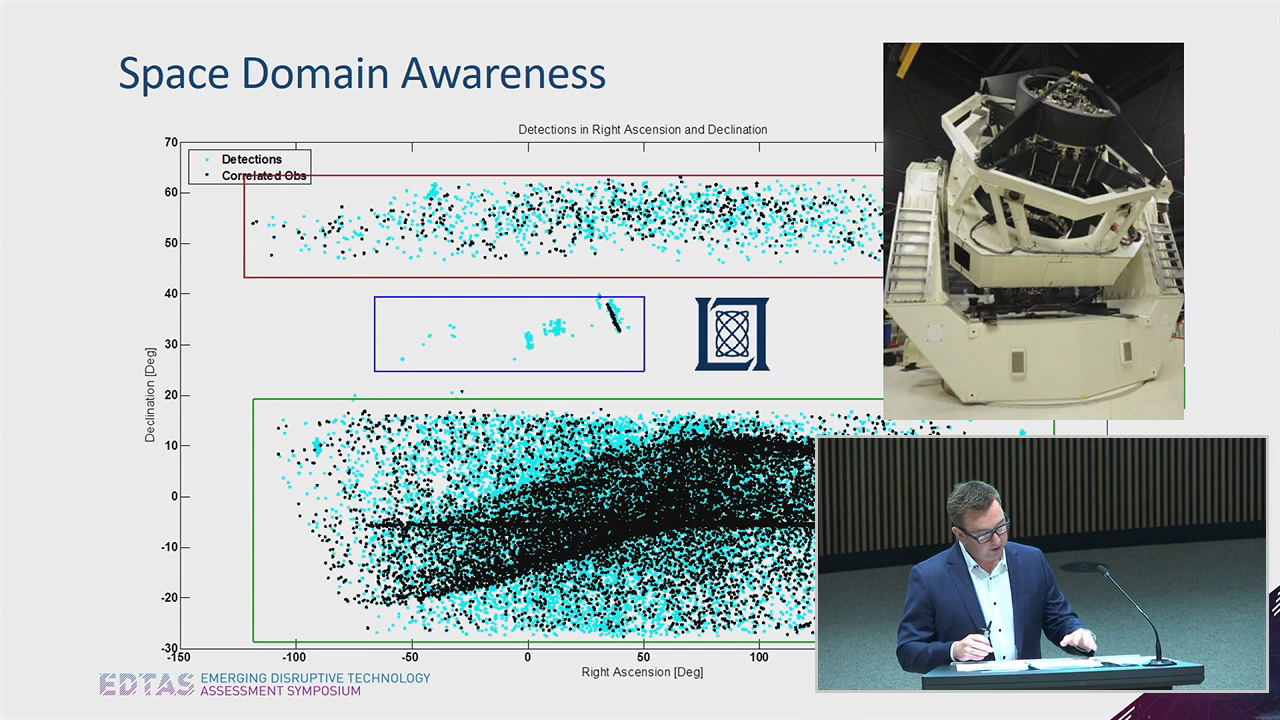 Space Domain Awareness
Detections in Right Ascension and Declination
Detections
Correlated Obs
70
60
50
40
30
20
10
0
-10
-20
-30
Declination [Deg]
-150
-100
-50
0
50
100
Right Ascension [Deg]
EDTAS
EMERGING DISRUPTIVE TECHNOLOGY
ASSESSMENT SYMPOSIUM